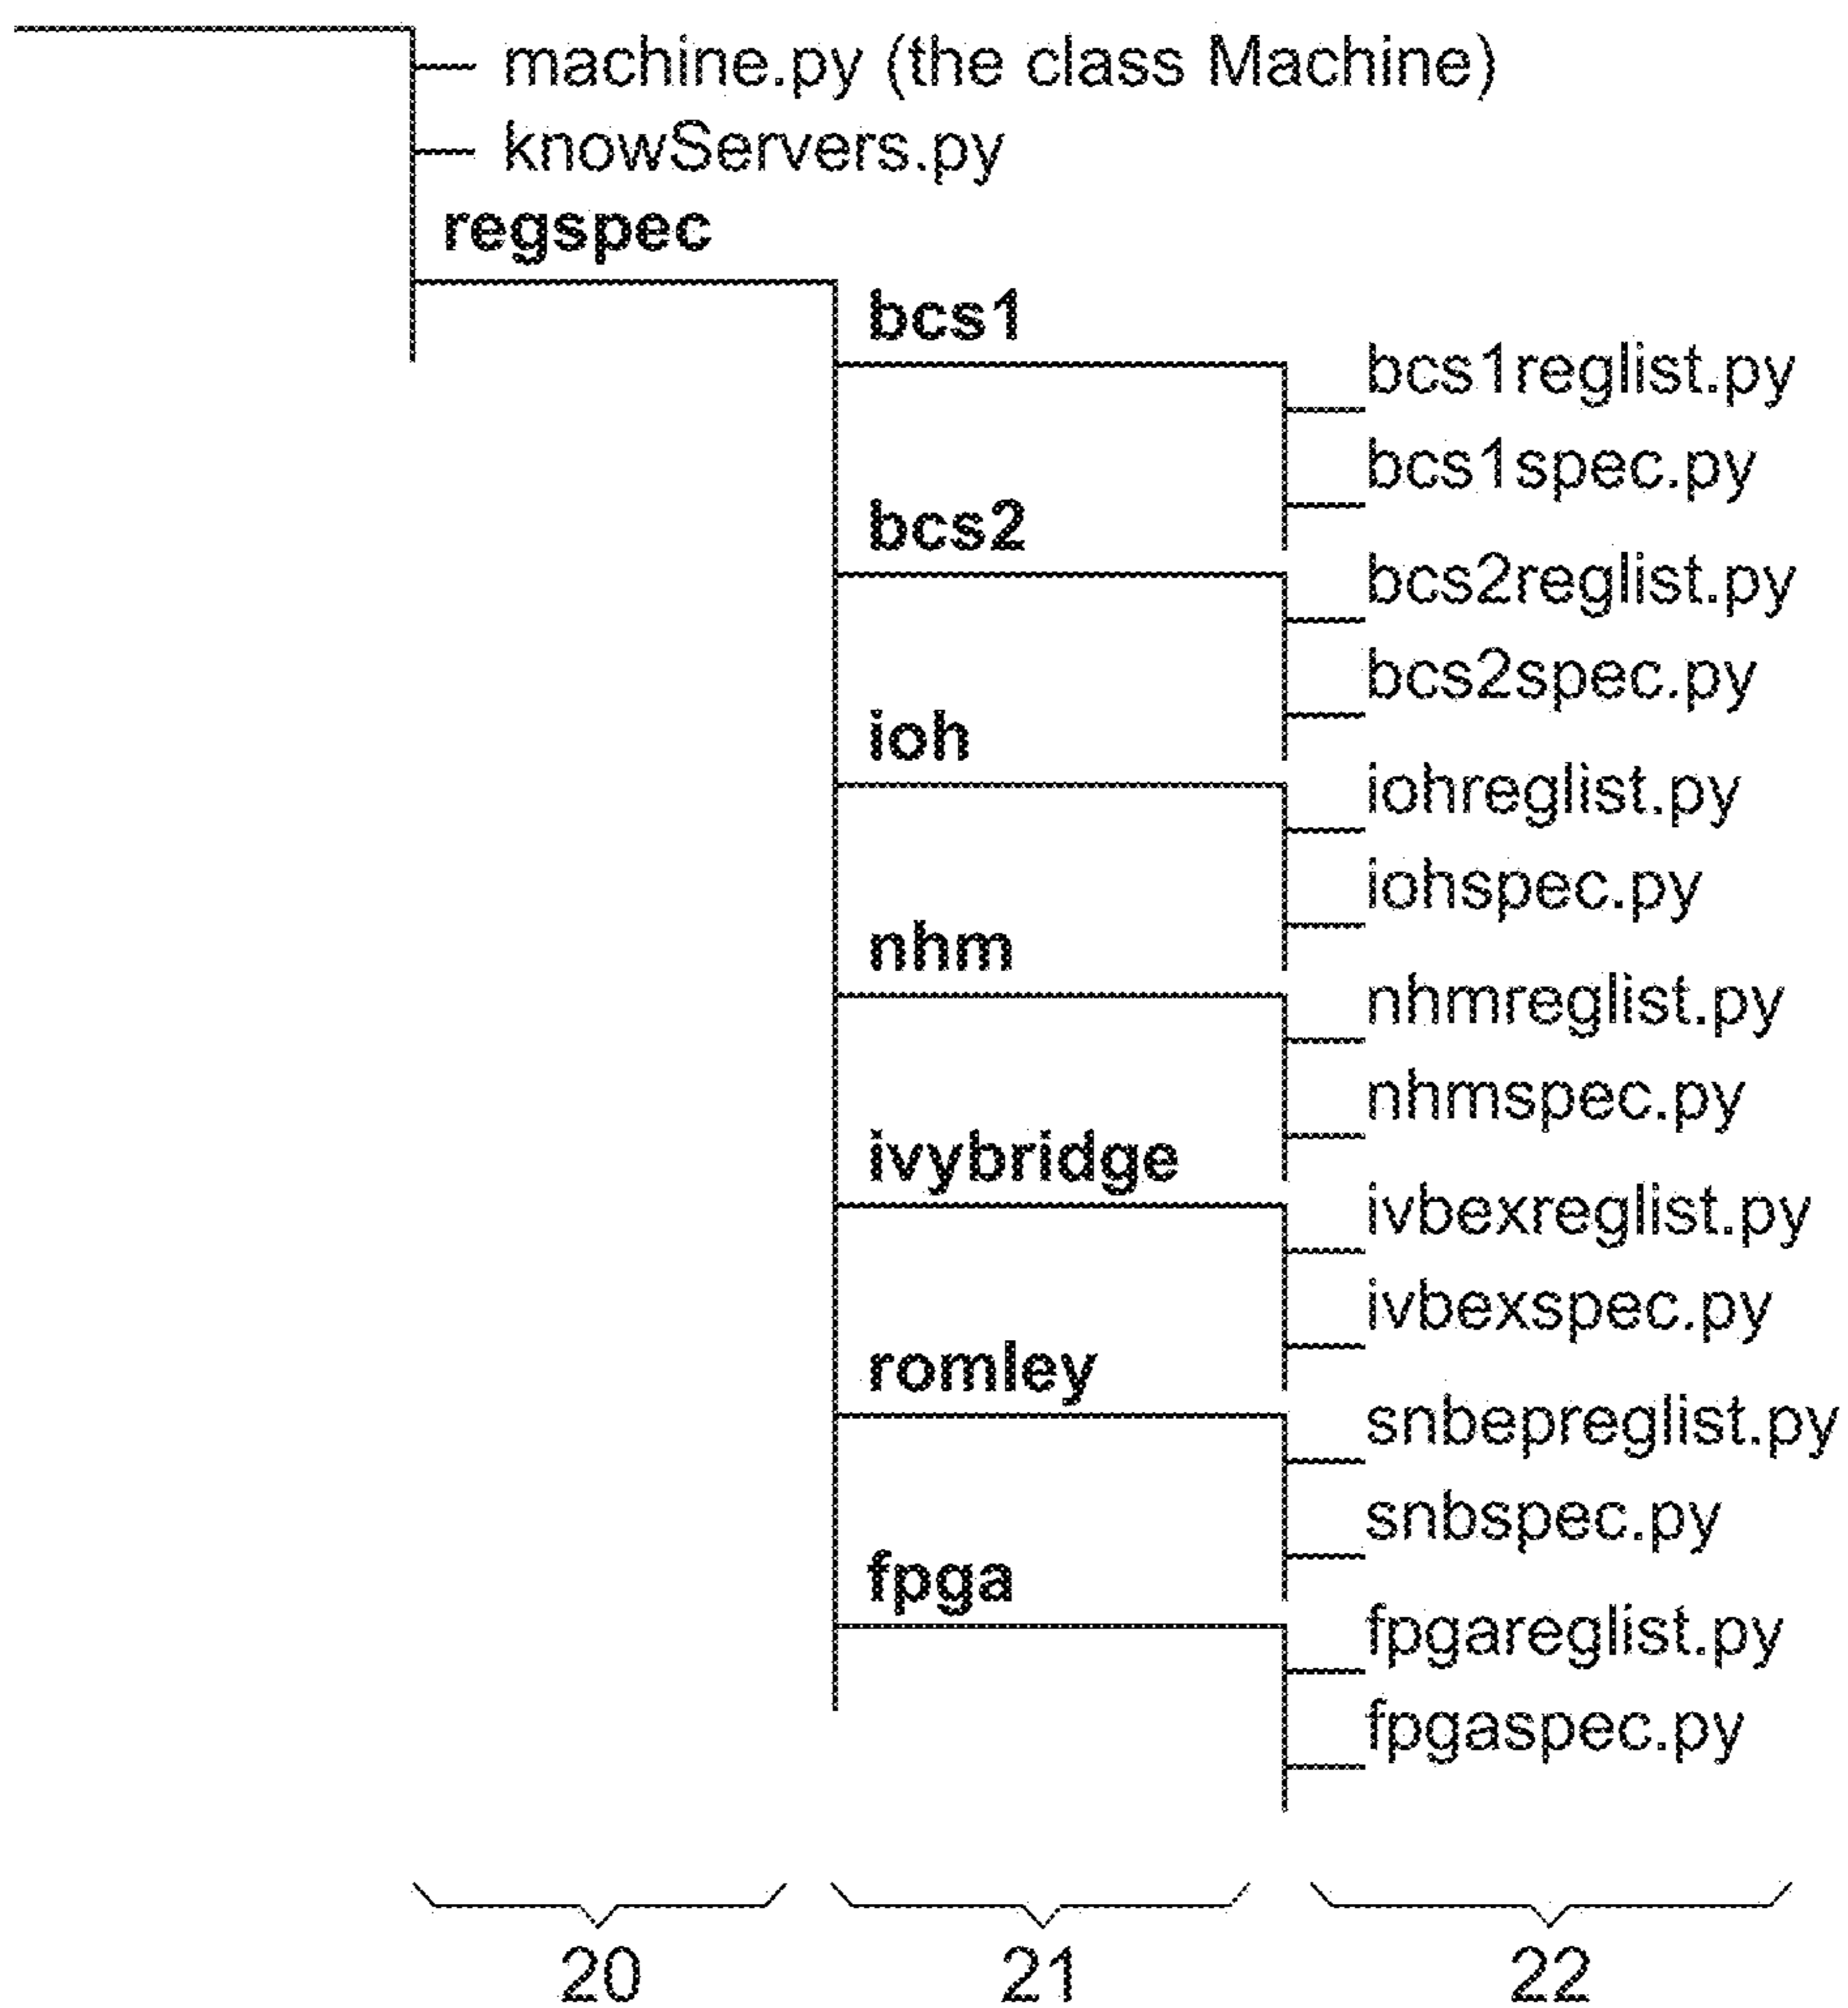 machine.py (the class Machine)
knowServers.py
regspec
bcs1
bcs1reglist.py
bcs1spec.py
bcs2
bcs2reglist.py
bcs2spec.py
ioh
iohreglist.py
iohspec.py
nhm
nhmreglist.py
nhmspec.py
ivybridge
ivbexreglist.py
ivbexspec.py
romley
snbepreglist.py
snbspec.py
fpga
fpgareglist.py
fpgaspec.py
20 21 22